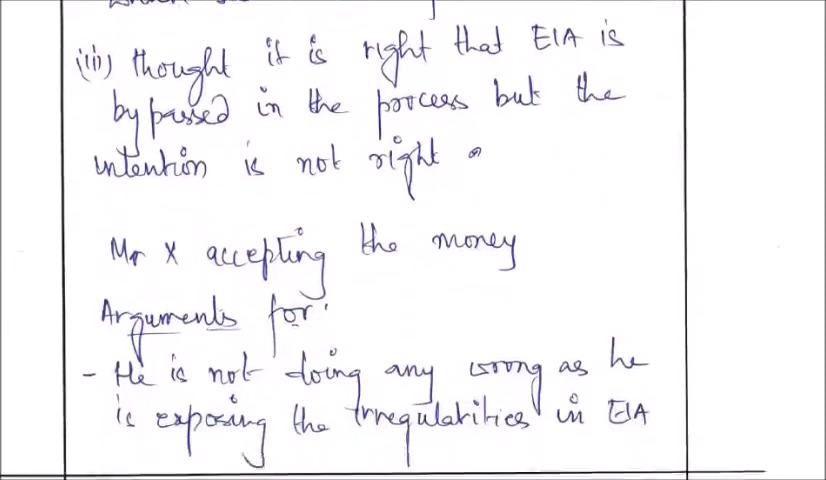 (iii) thought it is right that EIA is
bypassed in the process but the
intention is not right.
Mr X accepting the money
Arguments for:
- He is not doing any wrong as he
is exposing the irregularities in EIA